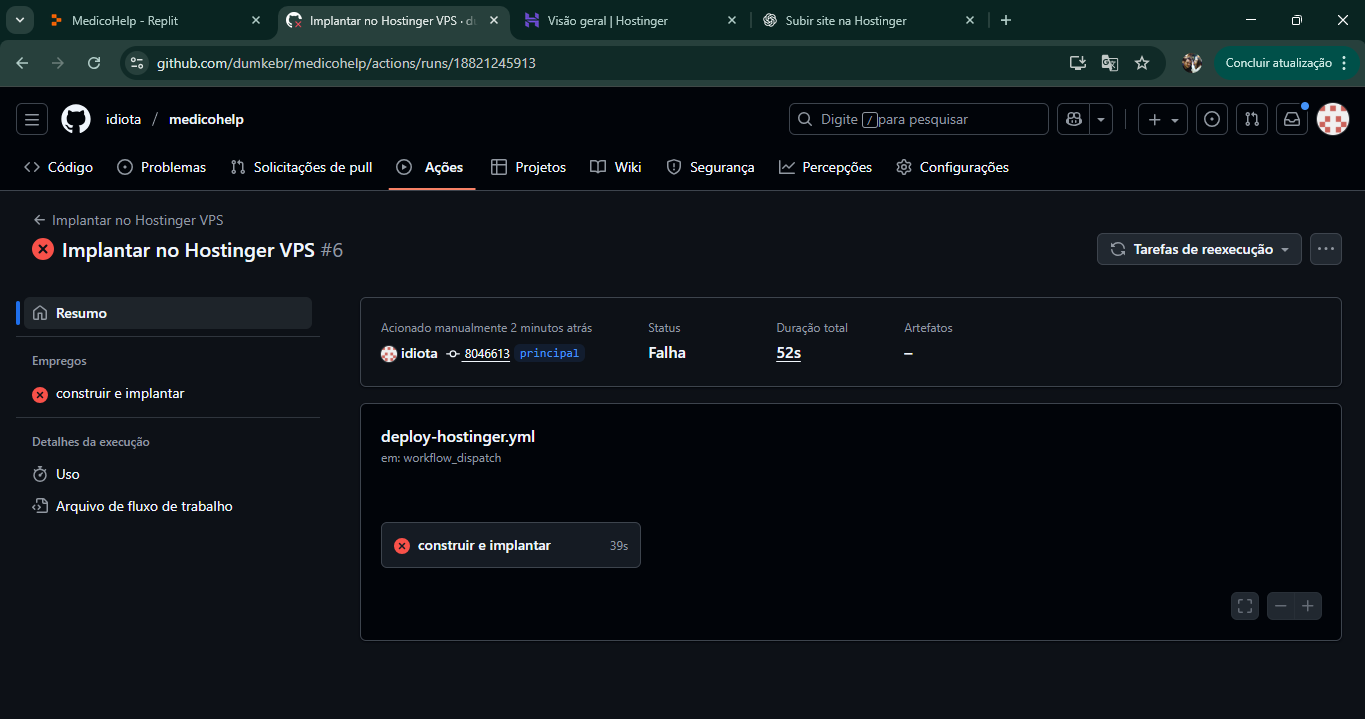 MedicoHelp - Replit
Implantar no Hostinger VPS · du
Visão geral | Hostinger
Subir site na Hostinger
github.com/dumkebr/medicohelp/actions/runs/18821245913
Concluir atualização
idiota / medicohelp
Digite / para pesquisar
Código
Problemas
Solicitações de pull
Ações
Projetos
Wiki
Segurança
Percepções
Configurações
Implantar no Hostinger VPS
Implantar no Hostinger VPS #6
Tarefas de reexecução
Resumo
Empregos
construir e implantar
Detalhes da execução
Uso
Arquivo de fluxo de trabalho
Acionado manualmente 2 minutos atrás
idiota 8046613 principal
Status
Falha
Duração total
52s
Artefatos
–
deploy-hostinger.yml
em: workflow_dispatch
construir e implantar 39s